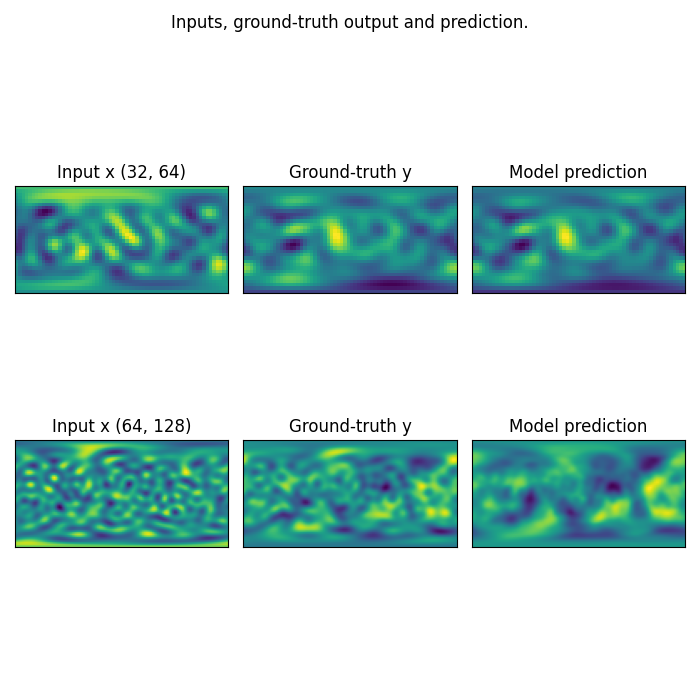 Inputs, ground-truth output and prediction.
Input x (32, 64)
Ground-truth y
Model prediction
Input x (64, 128)
Ground-truth y
Model prediction